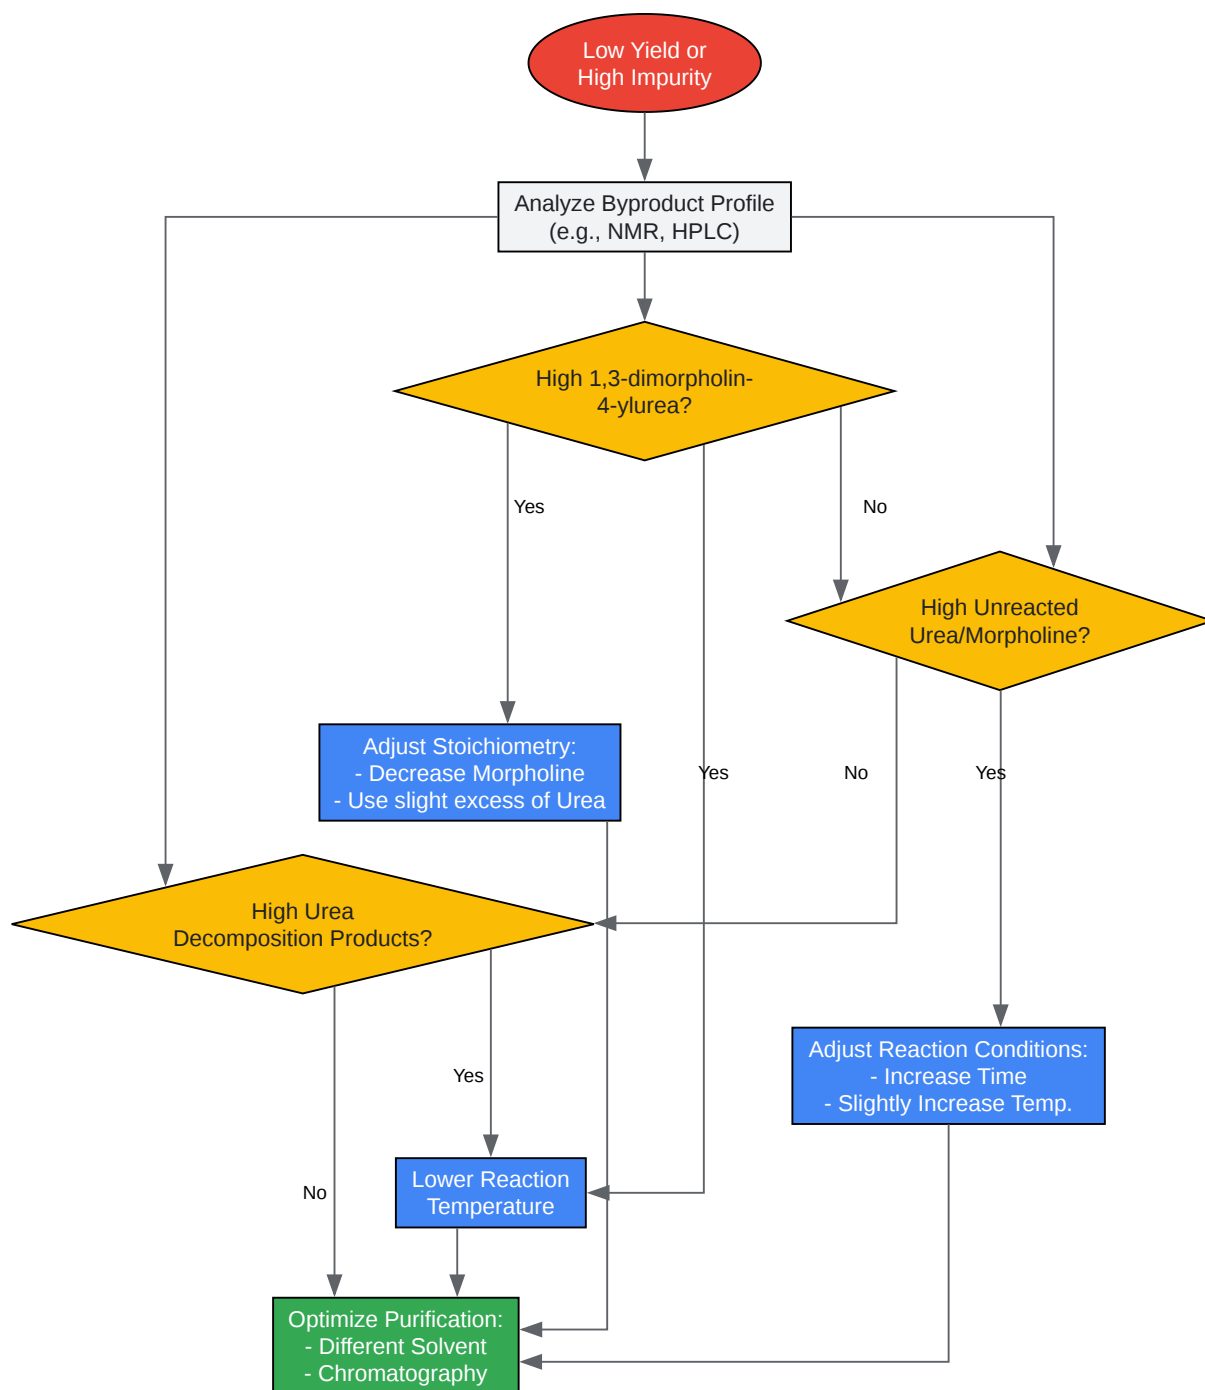 Low Yield or
High Impurity
Analyze Byproduct Profile
(e.g., NMR, HPLC)
High 1,3-dimorpholin-
4-ylurea?
Yes
No
High Unreacted
Urea/Morpholine?
Adjust Stoichiometry:
- Decrease Morpholine
- Use slight excess of Urea
Yes
No
Yes
High Urea
Decomposition Products?
Adjust Reaction Conditions:
- Increase Time
- Slightly Increase Temp.
Yes
No
Lower Reaction
Temperature
Optimize Purification:
- Different Solvent
- Chromatography